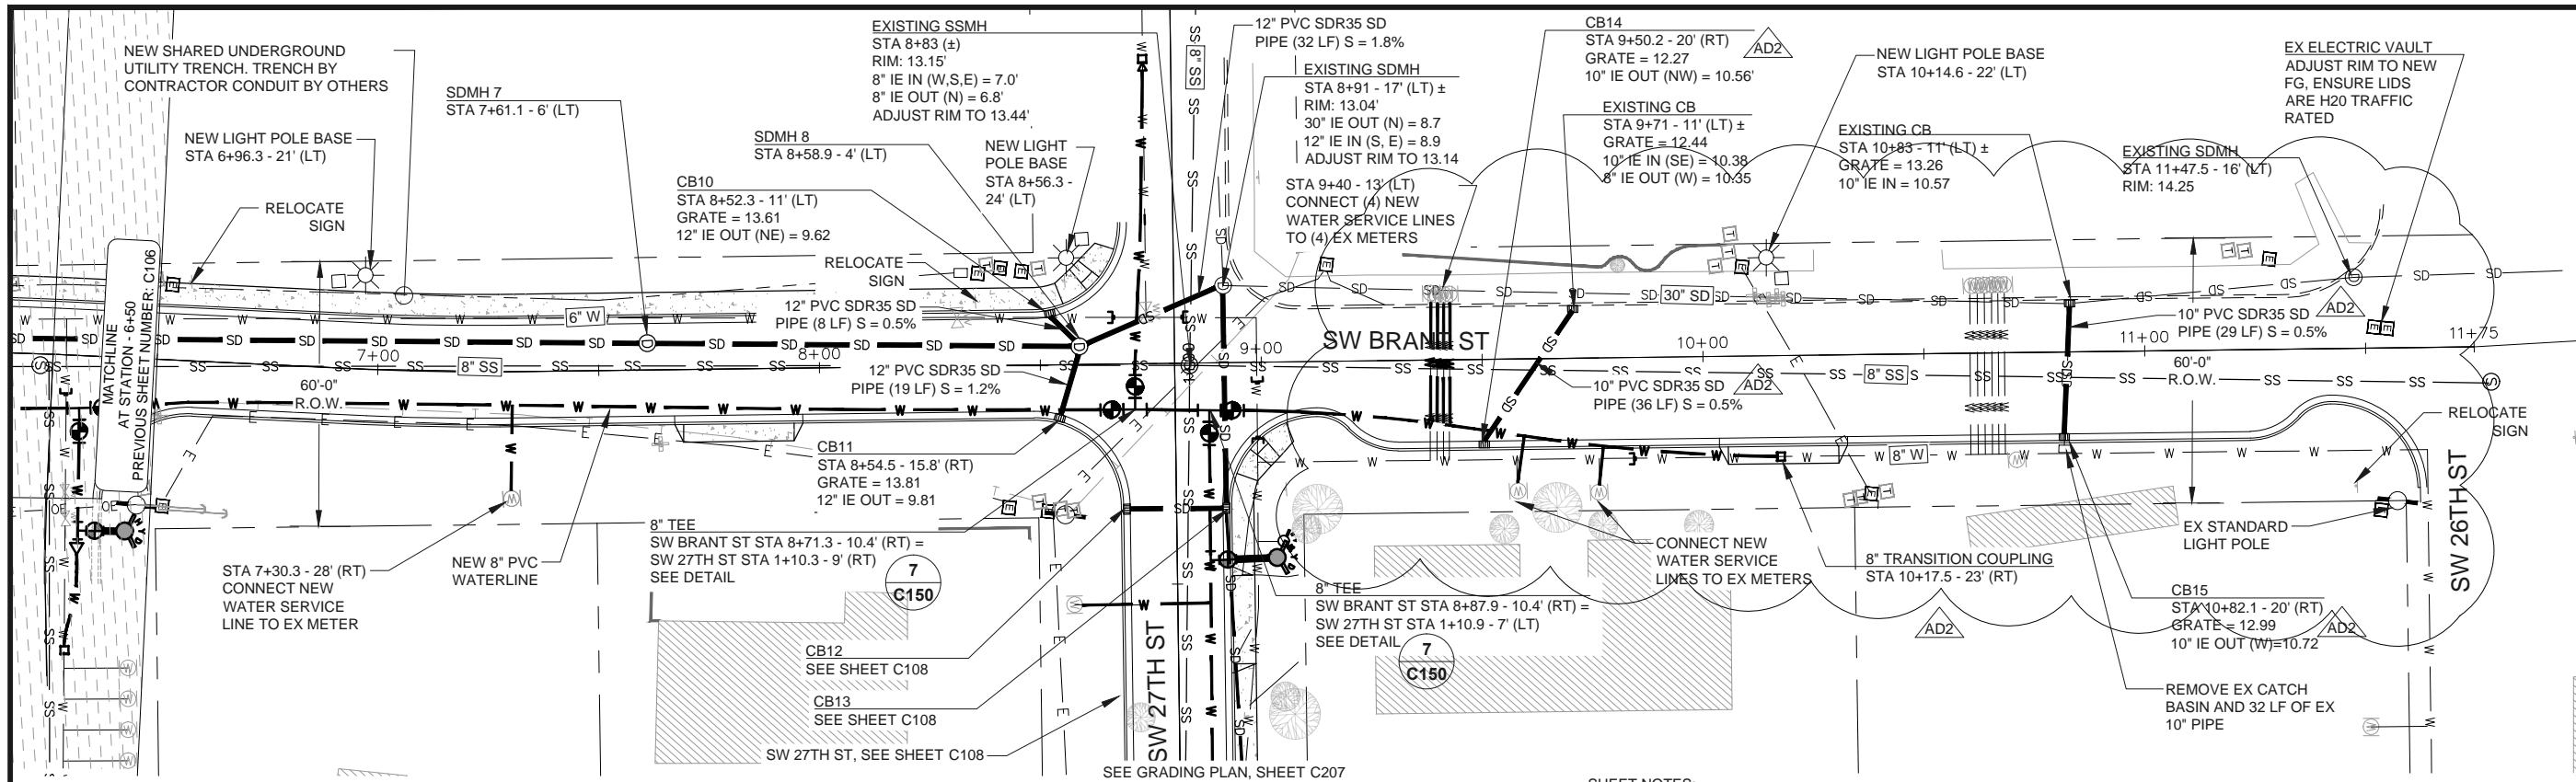 NEW SHARED UNDERGROUND
UTILITY TRENCH. TRENCH BY
CONTRACTOR CONDUIT BY OTHERS
NEW LIGHT POLE BASE
STA 6+96.3 - 21' (LT)
RELOCATE
SIGN
SDMH 7
STA 7+61.1 - 6' (LT)
EXISTING SSMH
STA 8+83 (±)
RIM: 13.15'
8" IE IN (W,S,E) = 7.0'
8" IE OUT (N) = 6.8'
ADJUST RIM TO 13.44'
SDMH 8
STA 8+58.9 - 4' (LT)
NEW LIGHT
POLE BASE
STA 8+56.3 -
24' (LT)
CB10
STA 8+52.3 - 11' (LT)
GRATE = 13.61
12" IE OUT (NE) = 9.62
RELOCATE
SIGN
12" PVC SDR35 SD
PIPE (8 LF) S = 0.5%
12" PVC SDR35 SD
PIPE (32 LF) S = 1.8%
EXISTING SDMH
STA 8+91 - 17' (LT) ±
RIM: 13.04'
30" IE OUT (N) = 8.7
12" IE IN (S, E) = 8.9
ADJUST RIM TO 13.14
STA 9+40 - 13' (LT)
CONNECT (4) NEW
WATER SERVICE LINES
TO (4) EX METERS
CB14
STA 9+50.2 - 20' (RT)
GRATE = 12.27
10" IE OUT (NW) = 10.56'
AD2
EXISTING CB
STA 9+71 - 11' (LT) ±
GRATE = 12.44
10" IE IN (SE) = 10.38
8" IE OUT (W) = 10.35
NEW LIGHT POLE BASE
STA 10+14.6 - 22' (LT)
EXISTING CB
STA 10+83 - 11' (LT) ±
GRATE = 13.26
10" IE IN = 10.57
EXISTING SDMH
STA 11+47.5 - 16' (LT)
RIM: 14.25
EX ELECTRIC VAULT
ADJUST RIM TO NEW
FG, ENSURE LIDS
ARE H20 TRAFFIC
RATED
8" SS
MATCHLINE
AT STATION - 6+50
PREVIOUS SHEET NUMBER: C106
6" W
7+00
8" SS
8+00
60'-0"
R.O.W.
12" PVC SDR35 SD
PIPE (19 LF) S = 1.2%
9+00
SW BRANT ST
30" SD
10+00
10" PVC SDR35 SD
PIPE (36 LF) S = 0.5%
AD2
8" SS
10" PVC SDR35 SD
PIPE (29 LF) S = 0.5%
AD2
11+00
11+75
60'-0"
R.O.W.
8" W
RELOCATE
SIGN
SW 26TH ST
EX STANDARD
LIGHT POLE
CB11
STA 8+54.5 - 15.8' (RT)
GRATE = 13.81
12" IE OUT = 9.81
8" TEE
SW BRANT ST STA 8+71.3 - 10.4' (RT) =
SW 27TH ST STA 1+10.3 - 9' (RT)
SEE DETAIL
7
C150
STA 7+30.3 - 28' (RT)
CONNECT NEW
WATER SERVICE
LINE TO EX METER
NEW 8" PVC
WATERLINE
CB12
SEE SHEET C108
CB13
SEE SHEET C108
SW 27TH ST, SEE SHEET C108
SW 27TH ST
8" TEE
SW BRANT ST STA 8+87.9 - 10.4' (RT) =
SW 27TH ST STA 1+10.9 - 7' (LT)
SEE DETAIL
7
C150
CONNECT NEW
WATER SERVICE
LINES TO EX METERS
8" TRANSITION COUPLING
STA 10+17.5 - 23' (RT)
AD2
CB15
STA 10+82.1 - 20' (RT)
GRATE = 12.99
10" IE OUT (W)=10.72
AD2
REMOVE EX CATCH
BASIN AND 32 LF OF EX
10" PIPE
SEE GRADING PLAN, SHEET C207